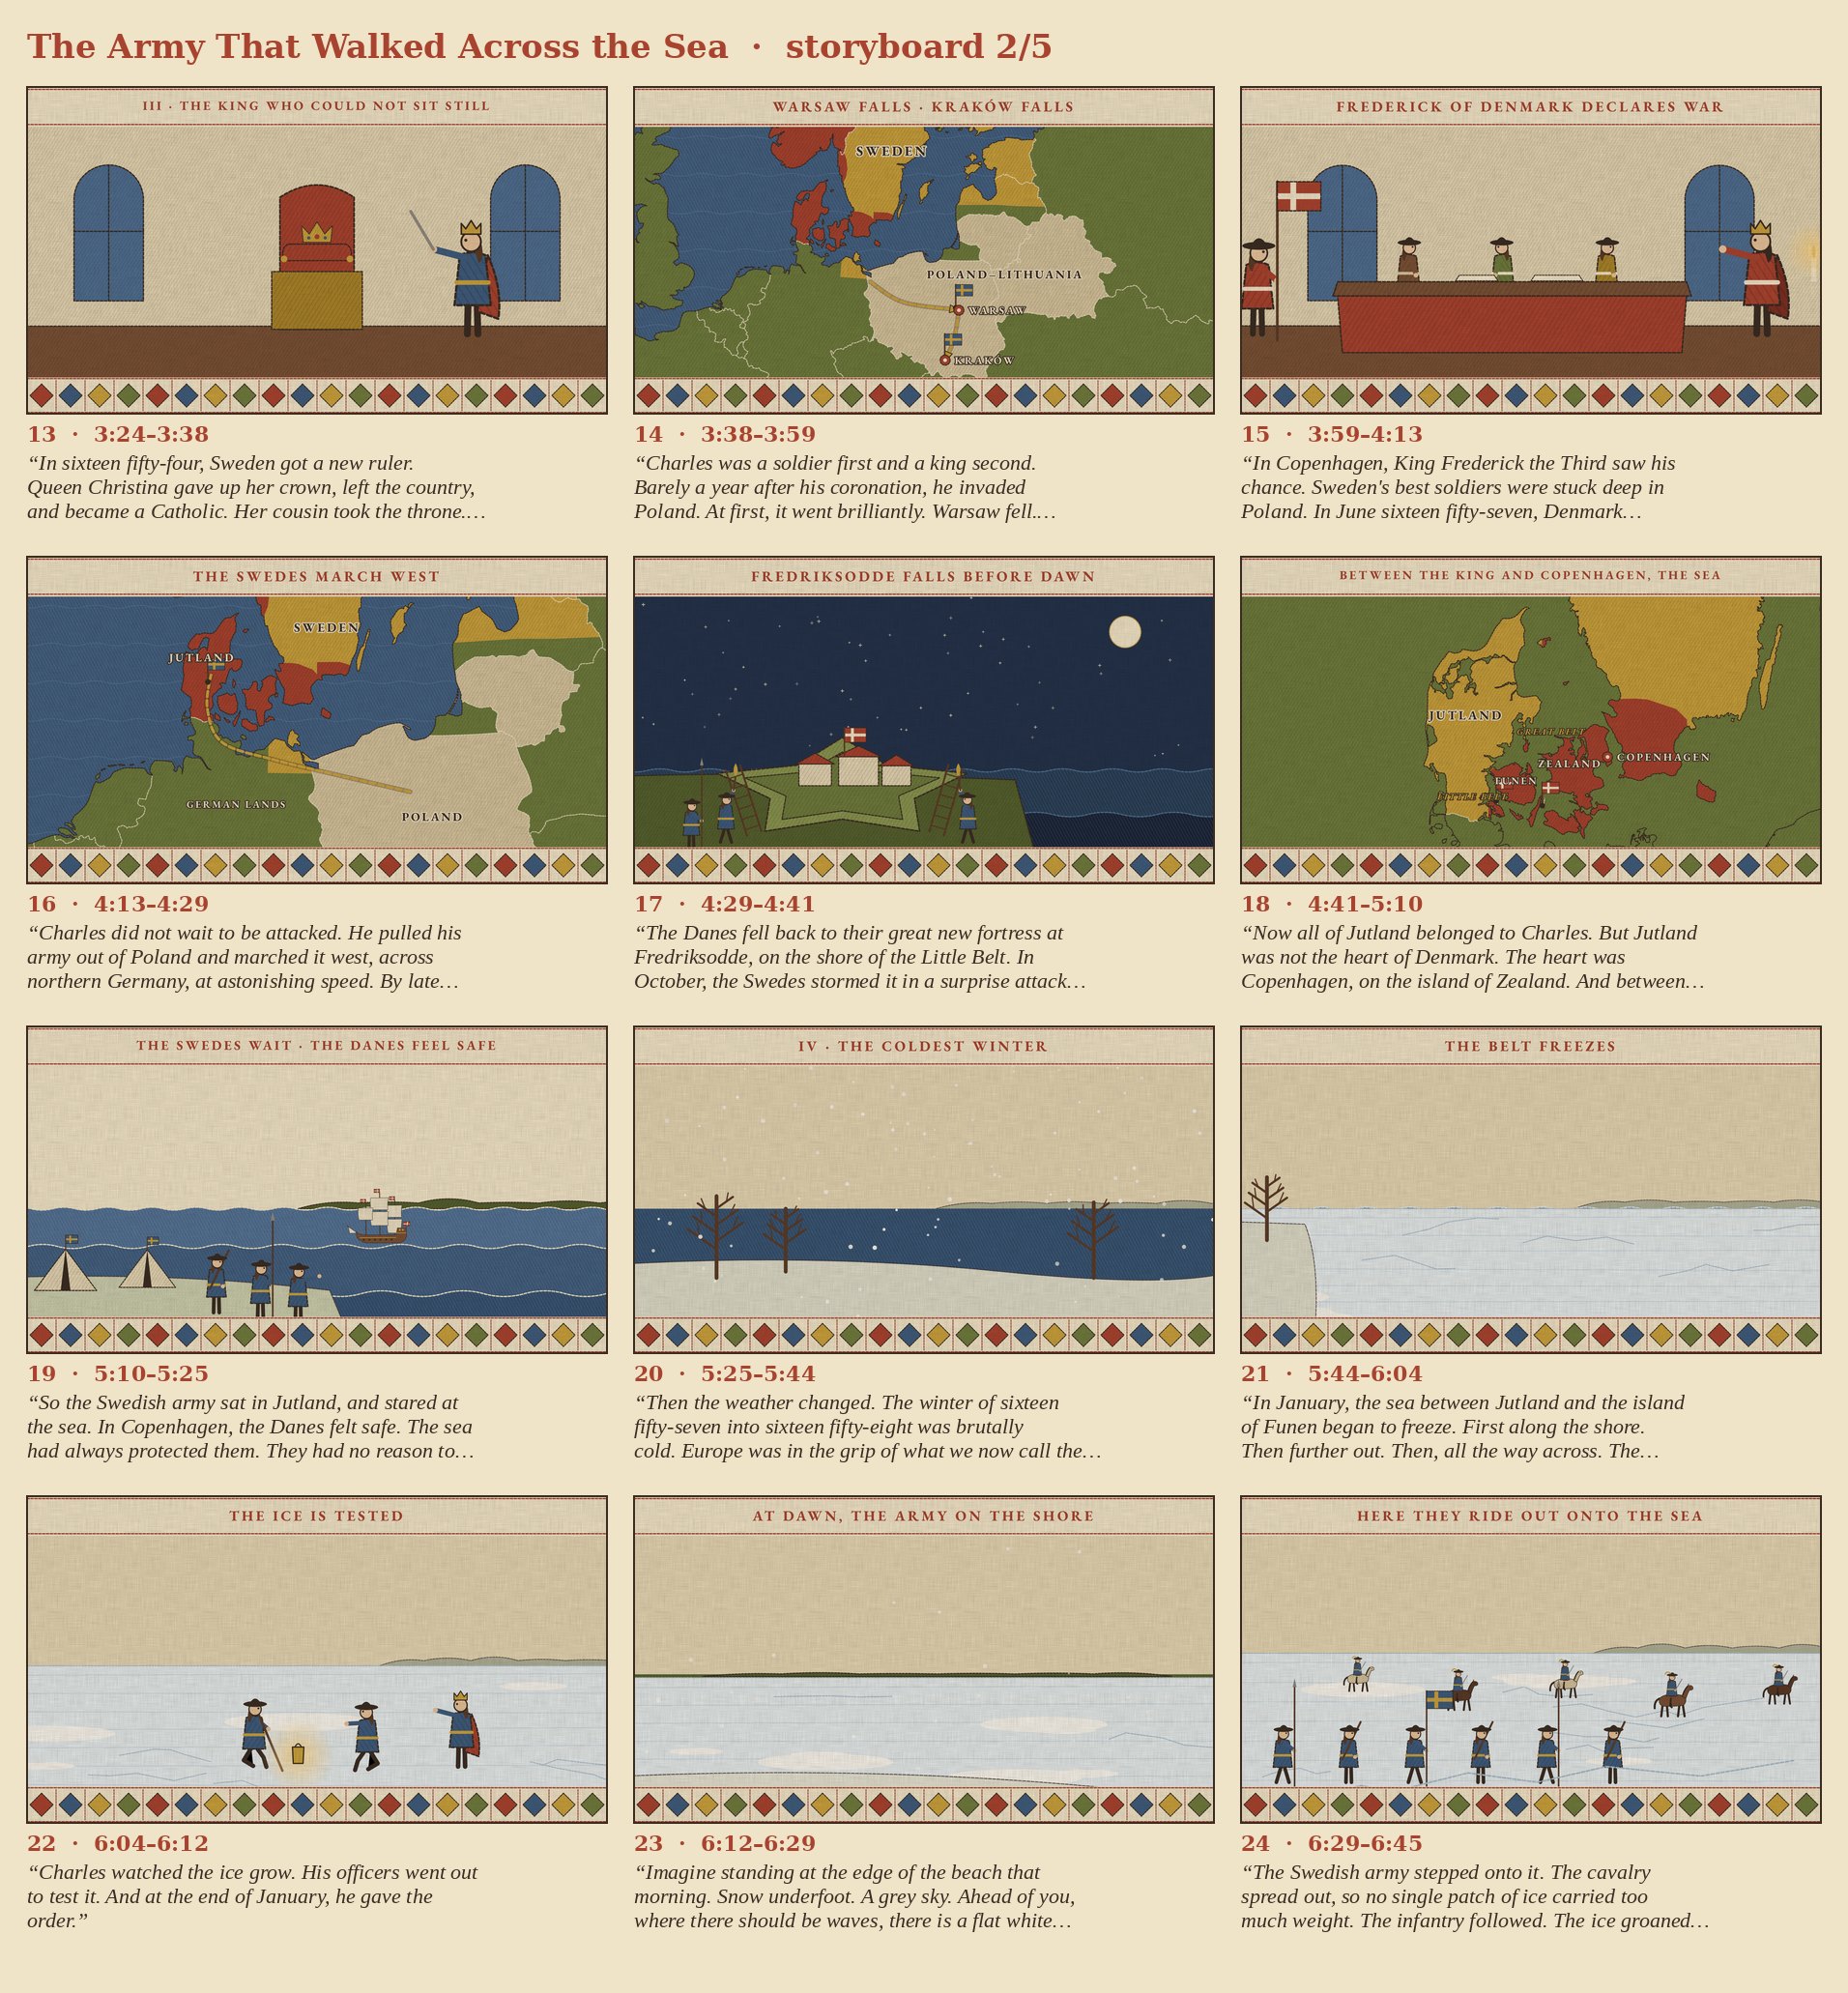 The Army That Walked Across the Sea · storyboard 2/5
III · THE KING WHO COULD NOT SIT STILL
13 · 3:24–3:38
“In sixteen fifty-four, Sweden got a new ruler.
Queen Christina gave up her crown, left the country,
and became a Catholic. Her cousin took the throne.…
WARSAW FALLS · KRAKÓW FALLS
SWEDEN
POLAND–LITHUANIA
WARSAW
KRAKÓW
14 · 3:38–3:59
“Charles was a soldier first and a king second.
Barely a year after his coronation, he invaded
Poland. At first, it went brilliantly. Warsaw fell.…
FREDERICK OF DENMARK DECLARES WAR
15 · 3:59–4:13
“In Copenhagen, King Frederick the Third saw his
chance. Sweden's best soldiers were stuck deep in
Poland. In June sixteen fifty-seven, Denmark…
THE SWEDES MARCH WEST
SWEDEN
JUTLAND
GERMAN LANDS
POLAND
16 · 4:13–4:29
“Charles did not wait to be attacked. He pulled his
army out of Poland and marched it west, across
northern Germany, at astonishing speed. By late…
FREDRIKSODDE FALLS BEFORE DAWN
17 · 4:29–4:41
“The Danes fell back to their great new fortress at
Fredriksodde, on the shore of the Little Belt. In
October, the Swedes stormed it in a surprise attack…
BETWEEN THE KING AND COPENHAGEN, THE SEA
JUTLAND
GREAT BELT
COPENHAGEN
ZEALAND
FUNEN
LITTLE BELT
18 · 4:41–5:10
“Now all of Jutland belonged to Charles. But Jutland
was not the heart of Denmark. The heart was
Copenhagen, on the island of Zealand. And between…
THE SWEDES WAIT · THE DANES FEEL SAFE
19 · 5:10–5:25
“So the Swedish army sat in Jutland, and stared at
the sea. In Copenhagen, the Danes felt safe. The sea
had always protected them. They had no reason to…
IV · THE COLDEST WINTER
20 · 5:25–5:44
“Then the weather changed. The winter of sixteen
fifty-seven into sixteen fifty-eight was brutally
cold. Europe was in the grip of what we now call the…
THE BELT FREEZES
21 · 5:44–6:04
“In January, the sea between Jutland and the island
of Funen began to freeze. First along the shore.
Then further out. Then, all the way across. The…
THE ICE IS TESTED
22 · 6:04–6:12
“Charles watched the ice grow. His officers went out
to test it. And at the end of January, he gave the
order.”
AT DAWN, THE ARMY ON THE SHORE
23 · 6:12–6:29
“Imagine standing at the edge of the beach that
morning. Snow underfoot. A grey sky. Ahead of you,
where there should be waves, there is a flat white…
HERE THEY RIDE OUT ONTO THE SEA
24 · 6:29–6:45
“The Swedish army stepped onto it. The cavalry
spread out, so no single patch of ice carried too
much weight. The infantry followed. The ice groaned…